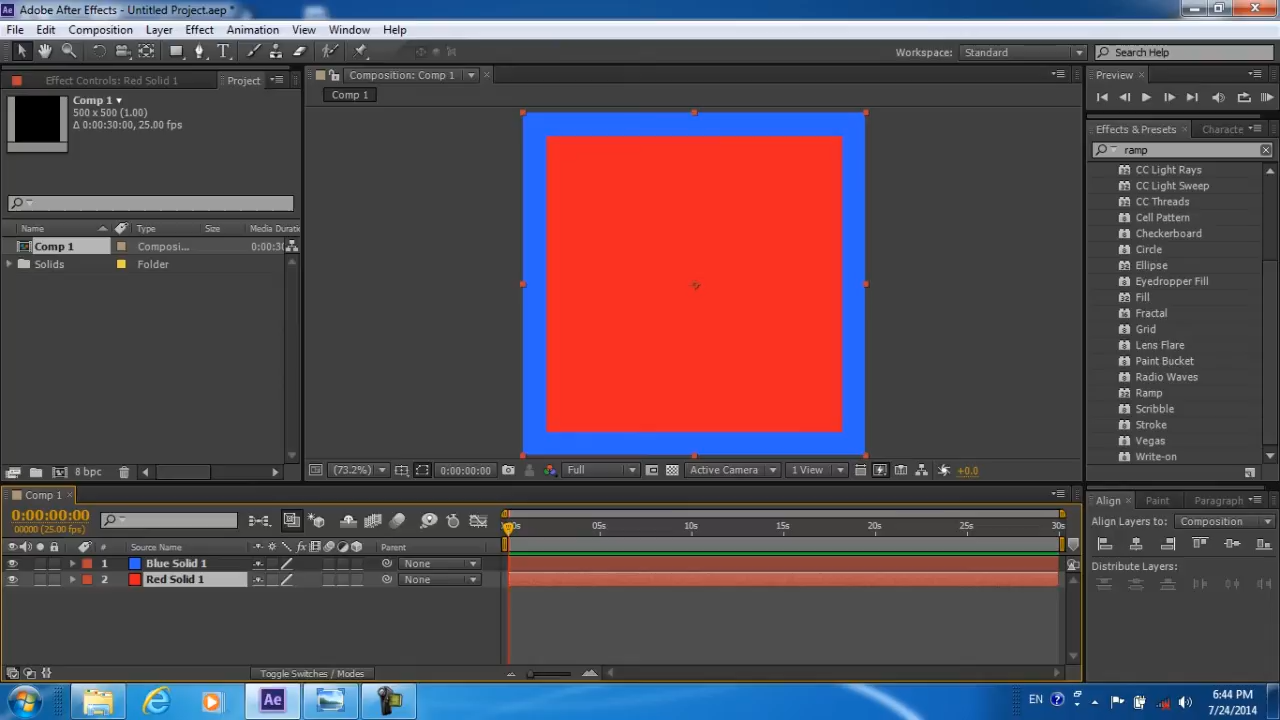 Ae Adobe After Effects - Untitled Project.aep *
File Edit Composition Layer Effect Animation View Window Help
Workspace: Standard Search Help
Effect Controls: Red Solid 1 Project
Composition: Comp 1
Preview
Comp 1
500 x 500 (1.00)
Δ 0:00:30:00, 25.00 fps
Comp 1
Effects & Presets Characte
ramp
CC Light Rays
CC Light Sweep
CC Threads
Cell Pattern
Checkerboard
Circle
Ellipse
Eyedropper Fill
Fill
Fractal
Grid
Lens Flare
Paint Bucket
Radio Waves
Ramp
Scribble
Stroke
Vegas
Write-on
Name Type Size Media Duratio
Comp 1 Composi... 0:00:30
Solids Folder
8 bpc
(73.2%) 0:00:00:00 Full Active Camera 1 View +0.0
Comp 1
0:00:00:00
00000 (25.00 fps)
05s 10s 15s 20s 25s 30s
# Source Name Parent
1 Blue Solid 1 None
2 Red Solid 1 None
Toggle Switches / Modes
Align Paint Paragraph
Align Layers to: Composition
Distribute Layers:
Ae
EN
6:44 PM
7/24/2014